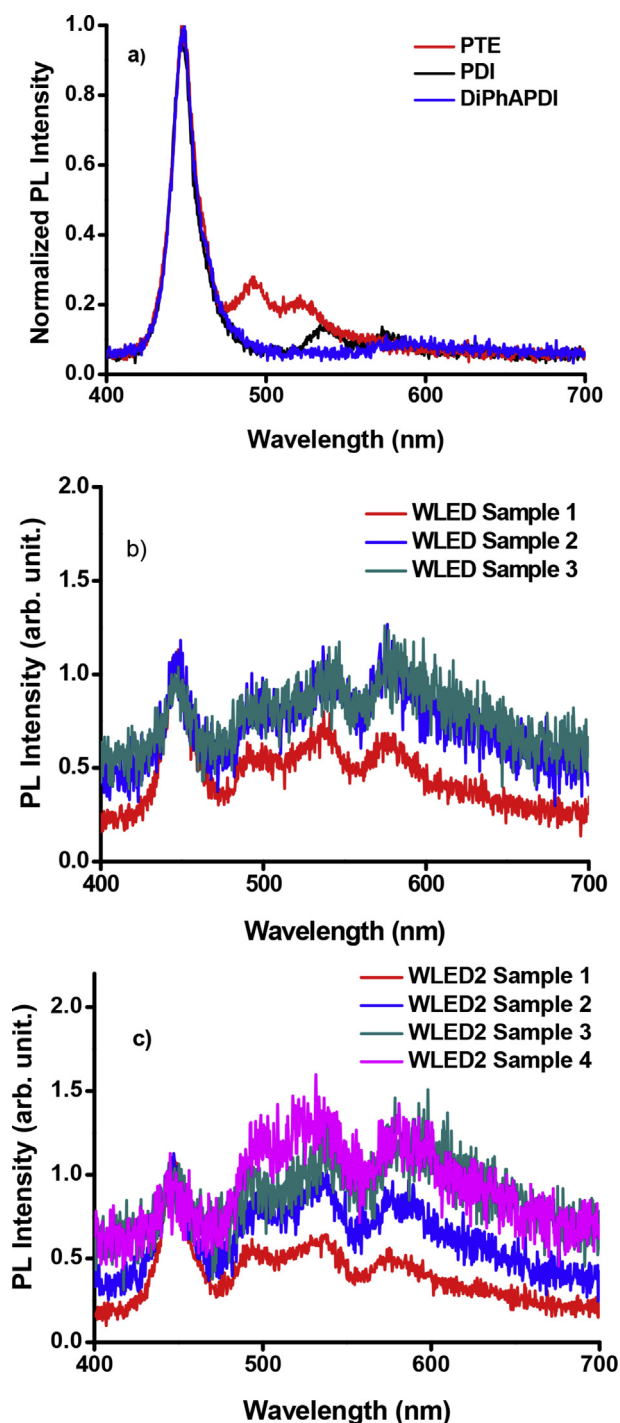 a)
PTE
PDI
DiPhAPDI
Normalized PL Intensity
1.0
0.8
0.6
0.4
0.2
0.0
400 500 600 700
Wavelength (nm)
b)
WLED Sample 1
WLED Sample 2
WLED Sample 3
PL Intensity (arb. unit.)
2.0
1.5
1.0
0.5
0.0
400 500 600 700
Wavelength (nm)
c)
WLED2 Sample 1
WLED2 Sample 2
WLED2 Sample 3
WLED2 Sample 4
PL Intensity (arb. unit.)
2.0
1.5
1.0
0.5
0.0
400 500 600 700
Wavelength (nm)